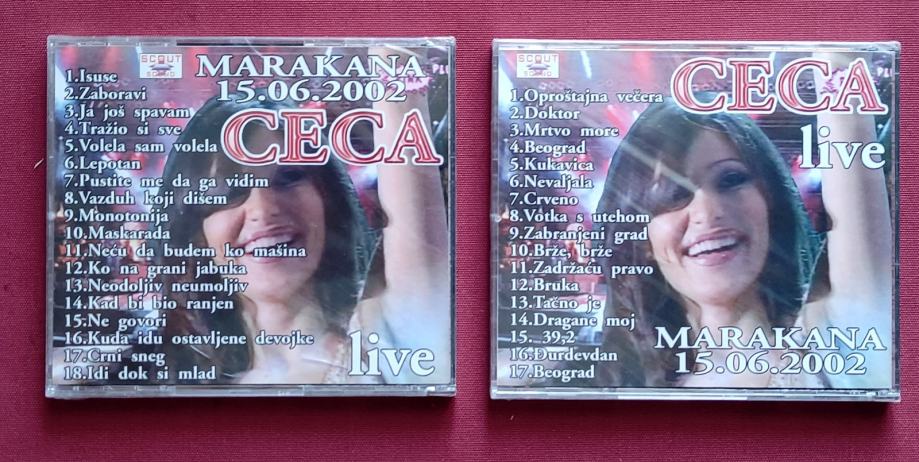 SCOUT
SOUND
MARAKANA
15.06.2002
CECA
1.Isuse
2.Zaboravi
3.Ja još spavam
4.Tražio si sve
5.Volela sam volela
6.Lepotan
7.Pustite me da ga vidim
8.Vazduh koji dišem
9.Monotonija
10.Maskarada
11.Neću da budem ko mašina
12.Ko na grani jabuka
13.Neodoljiv neumoljiv
14.Kad bi bio ranjen
15.Ne govori
16.Kuda idu ostavljene devojke
17.Crni sneg
18.Idi dok si mlad
live
SCOUT
SOUND
CECA
live
1.Oproštajna večera
2.Doktor
3.Mrtvo more
4.Beograd
5.Kukavica
6.Nevaljala
7.Crveno
8.Votka s utehom
9.Zabranjeni grad
10.Brže, brže
11.Zadržaću pravo
12.Bruka
13.Tačno je
14.Dragane moj
15. 39,2
16.Đurđevdan
17.Beograd
MARAKANA
15.06.2002